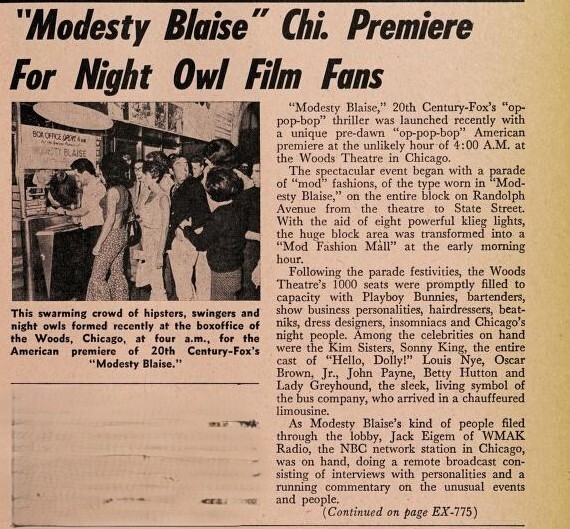 "Modesty Blaise" Chi. Premiere
For Night Owl Film Fans
BOX OFFICE OPEN 4 AM
MODESTY BLAISE
This swarming crowd of hipsters, swingers and
night owls formed recently at the boxoffice of
the Woods, Chicago, at four a.m., for the
American premiere of 20th Century-Fox's
"Modesty Blaise."
"Modesty Blaise," 20th Century-Fox's "op-
pop-bop" thriller was launched recently with
a unique pre-dawn "op-pop-bop" American
premiere at the unlikely hour of 4:00 A.M. at
the Woods Theatre in Chicago.
The spectacular event began with a parade
of "mod" fashions, of the type worn in "Mod-
esty Blaise," on the entire block on Randolph
Avenue from the theatre to State Street.
With the aid of eight powerful klieg lights,
the huge block area was transformed into a
"Mod Fashion Mall" at the early morning
hour.
Following the parade festivities, the Woods
Theatre's 1000 seats were promptly filled to
capacity with Playboy Bunnies, bartenders,
show business personalities, hairdressers, beat-
niks, dress designers, insomniacs and Chicago's
night people. Among the celebrities on hand
were the Kim Sisters, Sonny King, the entire
cast of "Hello, Dolly!" Louis Nye, Oscar
Brown, Jr., John Payne, Betty Hutton and
Lady Greyhound, the sleek, living symbol of
the bus company, who arrived in a chauffeured
limousine.
As Modesty Blaise's kind of people filed
through the lobby, Jack Eigem of WMAK
Radio, the NBC network station in Chicago,
was on hand, doing a remote broadcast con-
sisting of interviews with personalities and a
running commentary on the unusual events
and people.
(Continued on page EX-775)